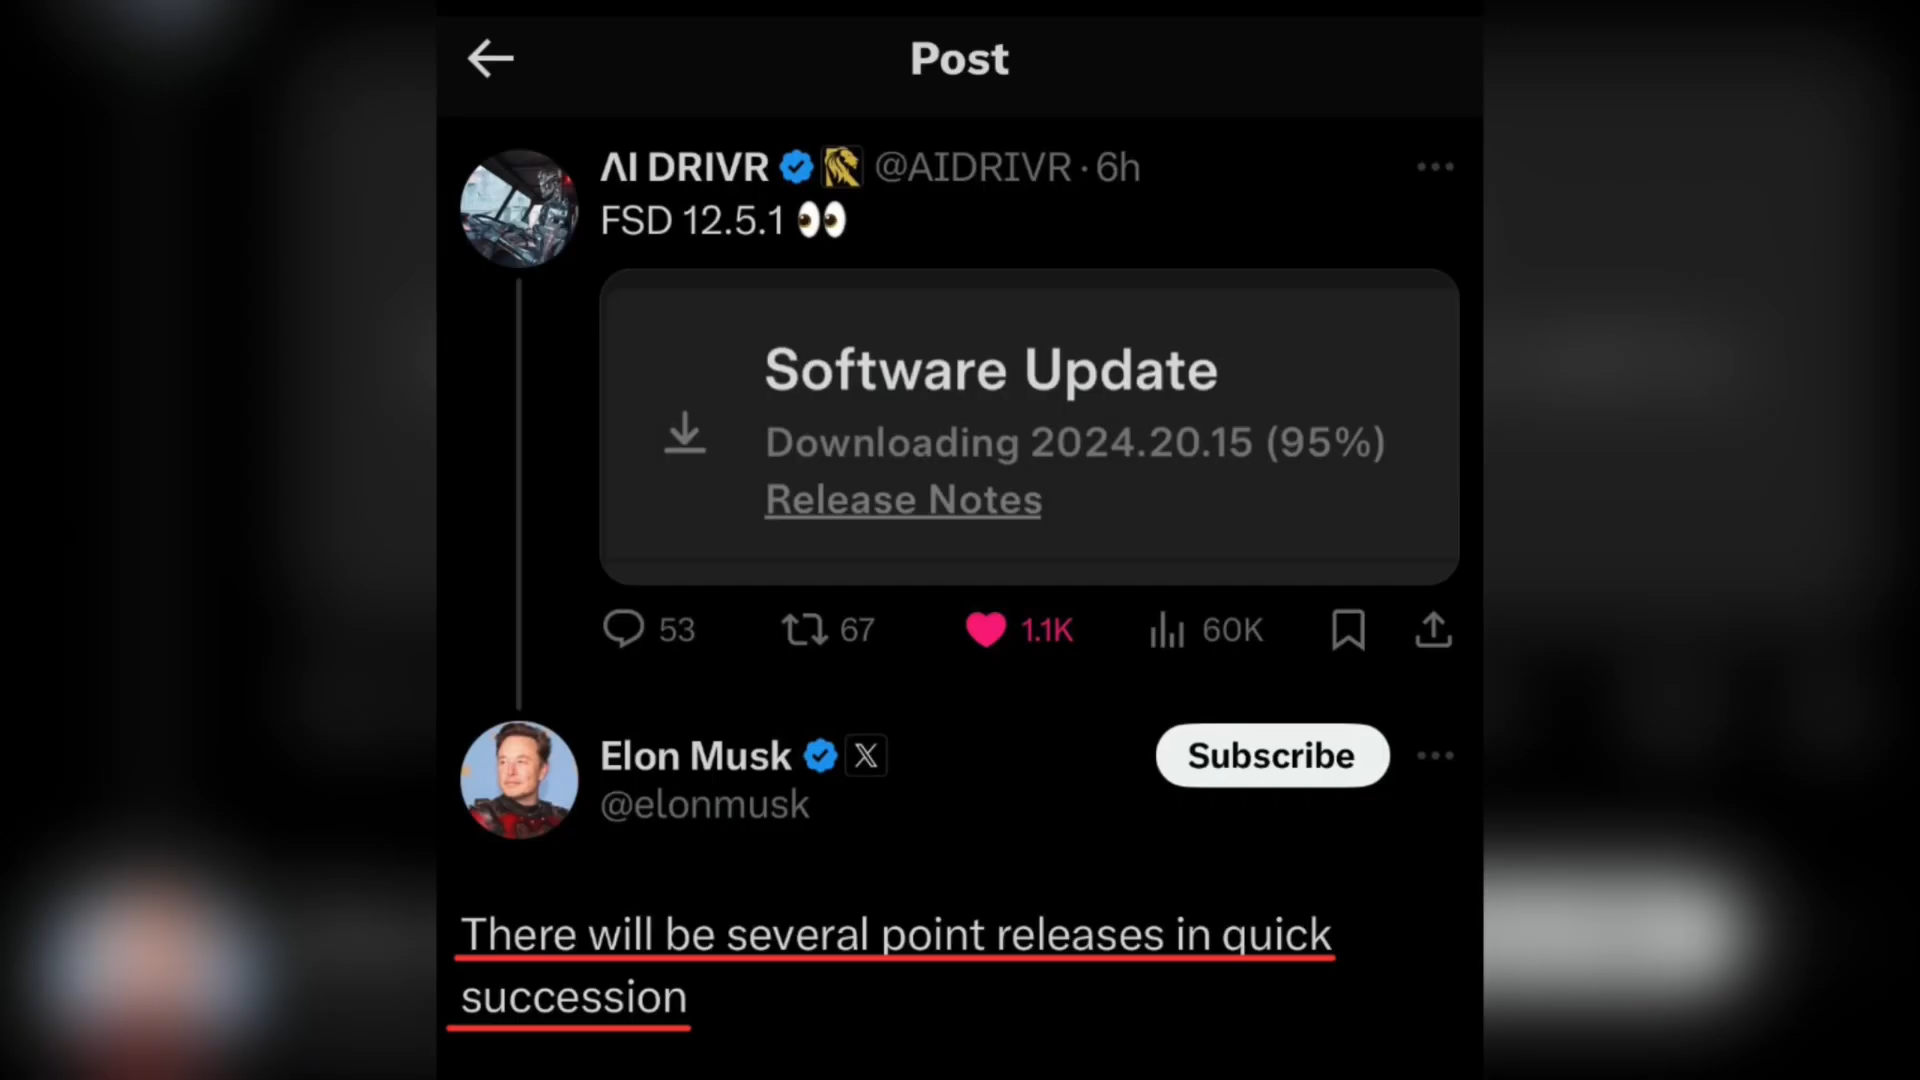 Post
ΛI DRIVR @AIDRIVR · 6h
FSD 12.5.1 👀
Software Update
Downloading 2024.20.15 (95%)
Release Notes
53 67 1.1K 60K
Elon Musk X Subscribe
@elonmusk
There will be several point releases in quick
succession